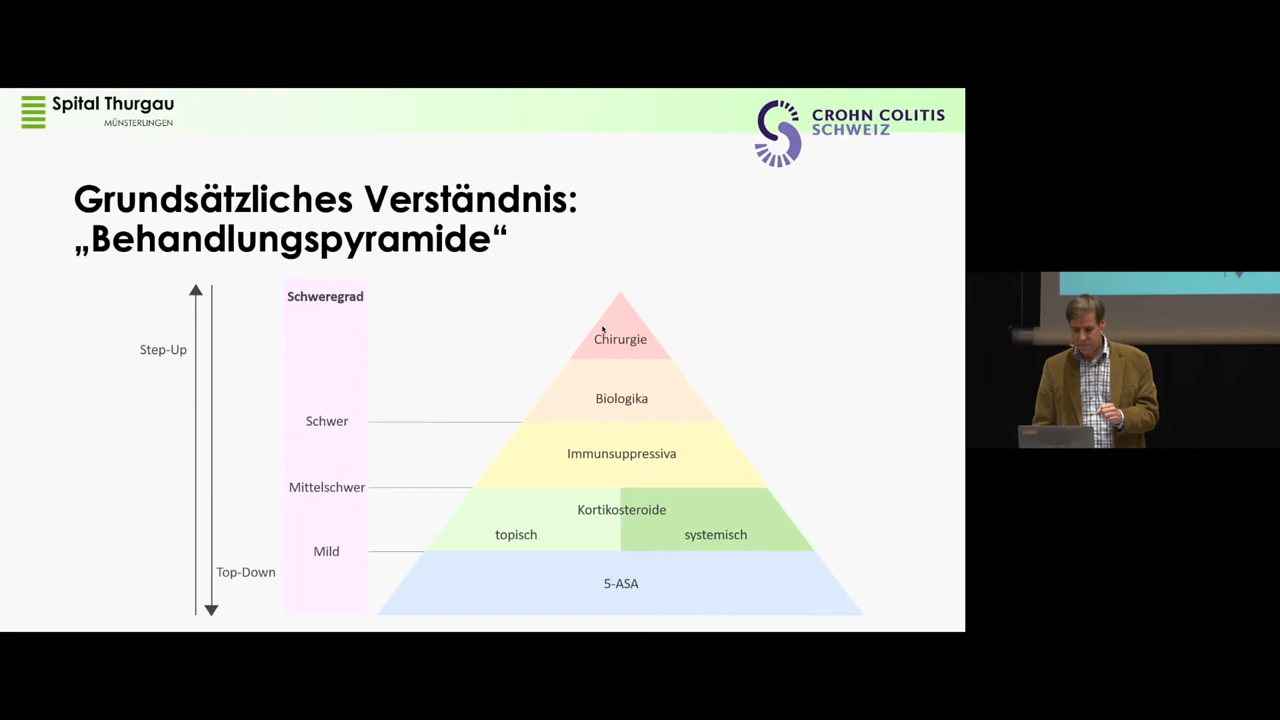 Spital Thurgau
MÜNSTERLINGEN
CROHN COLITIS
SCHWEIZ
Grundsätzliches Verständnis:
„Behandlungspyramide“
Schweregrad
Step-Up
Schwer
Mittelschwer
Mild
Top-Down
Chirurgie
Biologika
Immunsuppressiva
Kortikosteroide
topisch systemisch
5-ASA